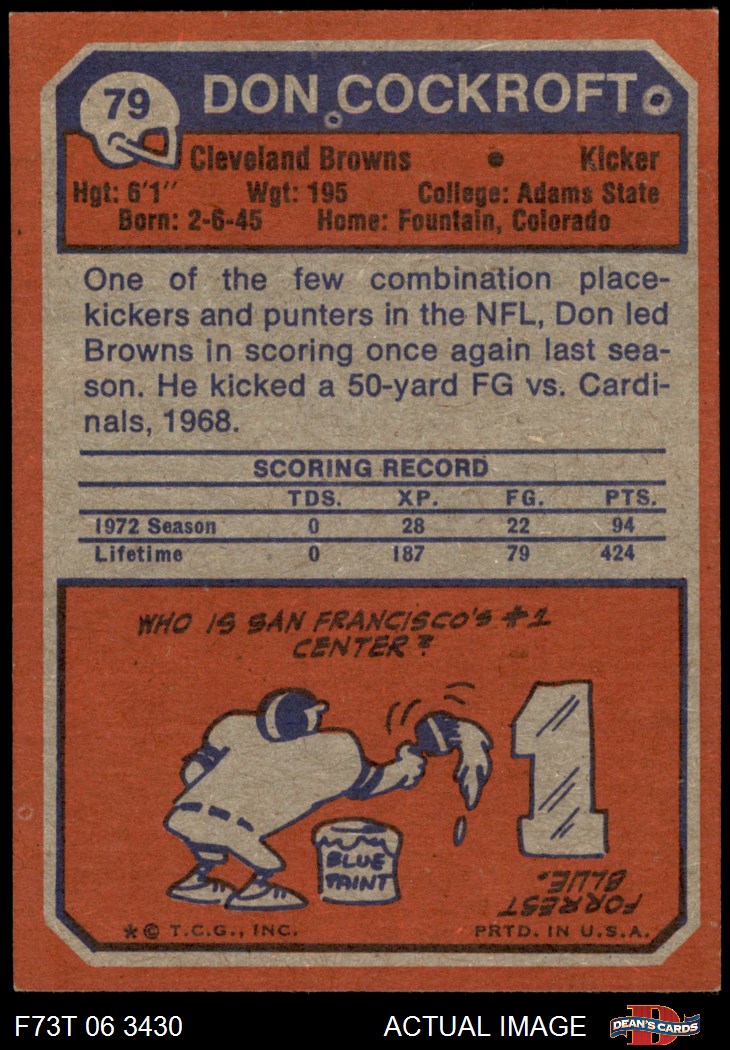 79
DON COCKROFT
Cleveland Browns • Kicker
Hgt: 6'1" Wgt: 195 College: Adams State
Born: 2-6-45 Home: Fountain, Colorado
One of the few combination place-
kickers and punters in the NFL, Don led
Browns in scoring once again last sea-
son. He kicked a 50-yard FG vs. Cardi-
nals, 1968.
SCORING RECORD
TDS. XP. FG. PTS.
1972 Season 0 28 22 94
Lifetime 0 187 79 424
WHO IS SAN FRANCISCO'S #1
CENTER?
1
BLUE
PAINT
FORREST
BLUE.
*© T.C.G., INC. PRTD. IN U.S.A.
F73T 06 3430 ACTUAL IMAGE
D
DEAN'S CARDS